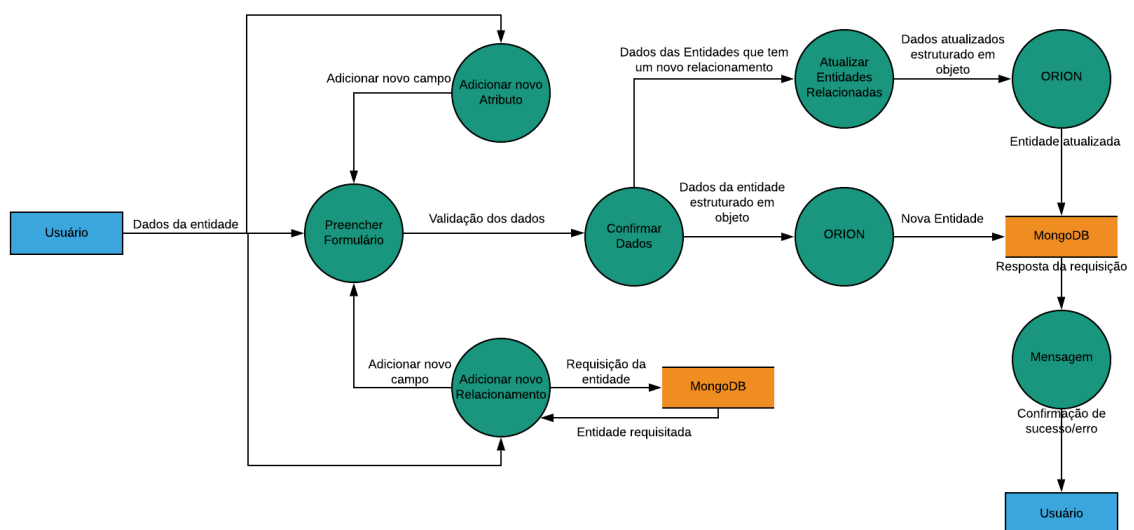 Dados das Entidades que tem
um novo relacionamento
Atualizar
Entidades
Relacionadas
Dados atualizados
estruturado em
objeto
ORION
Adicionar novo campo
Adicionar novo
Atributo
Entidade atualizada
Usuário
Dados da entidade
Preencher
Formulário
Validação dos dados
Confirmar
Dados
Dados da entidade
estruturado em
objeto
ORION
Nova Entidade
MongoDB
Resposta da requisição
Adicionar novo
campo
Adicionar novo
Relacionamento
Requisição da
entidade
MongoDB
Entidade requisitada
Mensagem
Confirmação de
sucesso/erro
Usuário